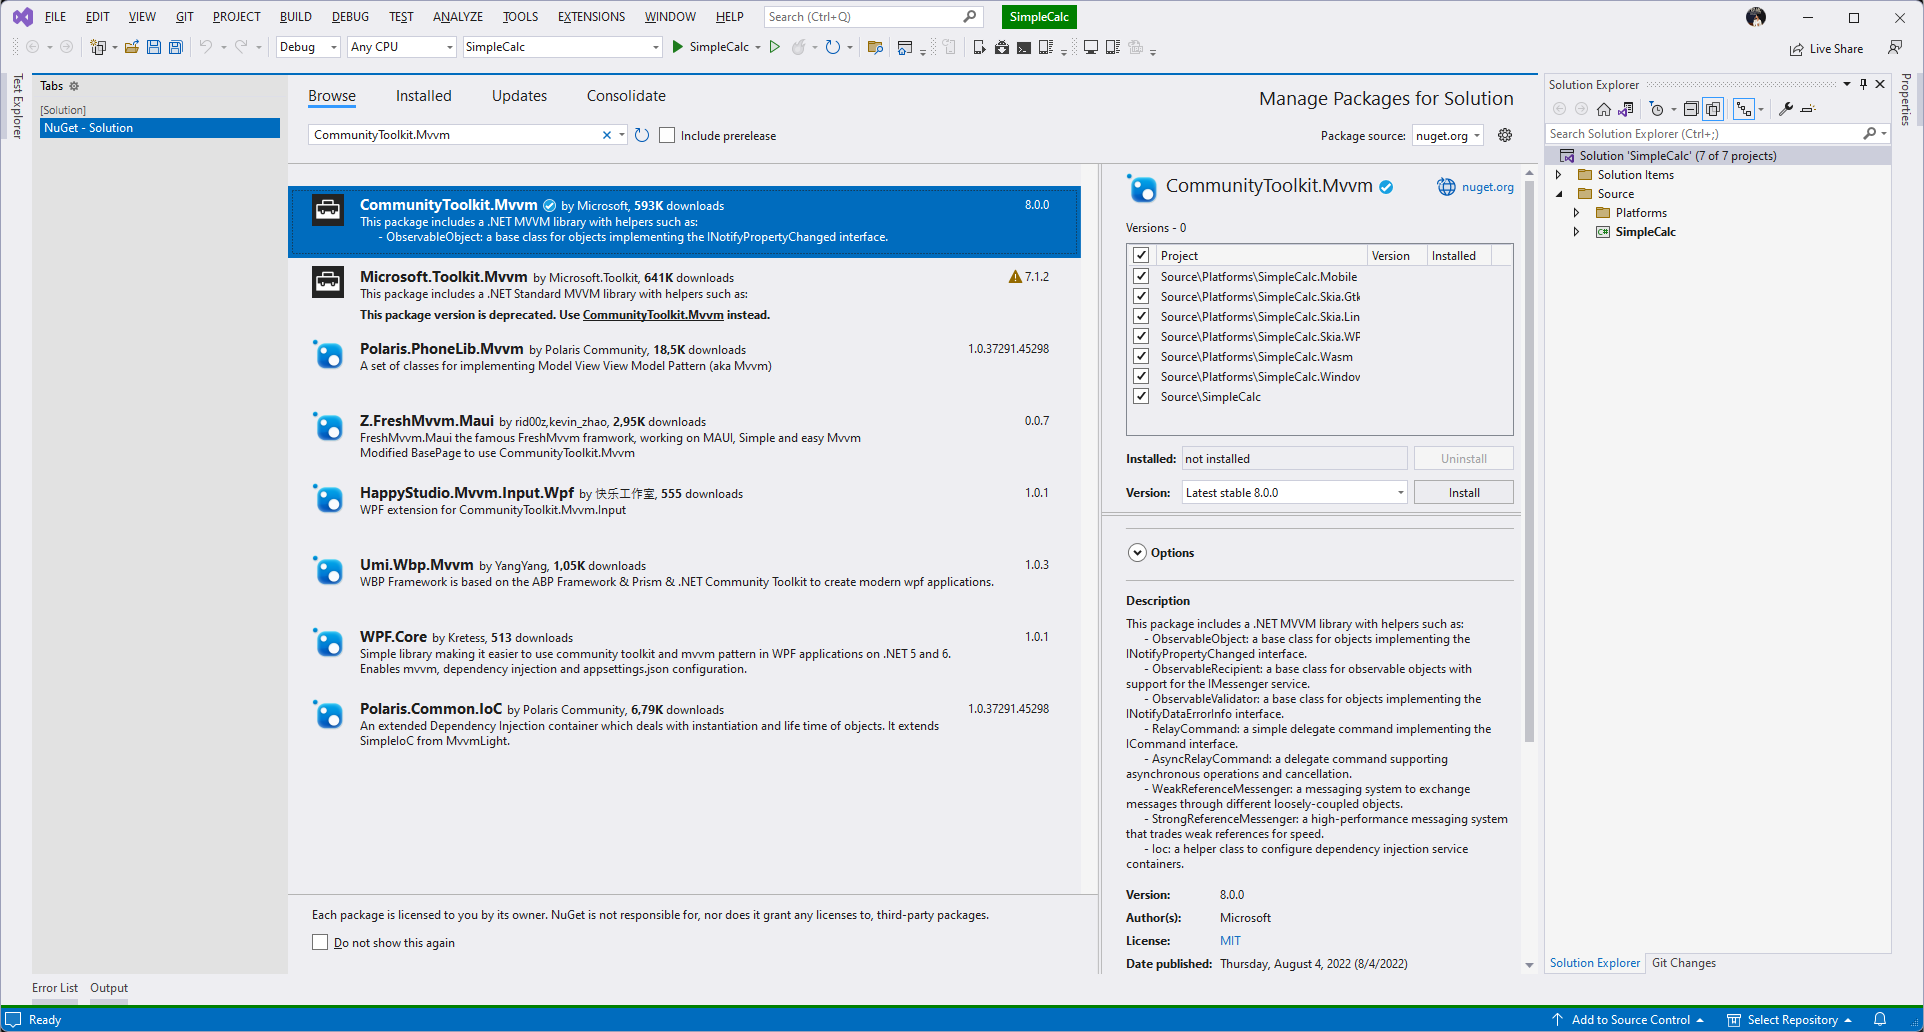 FILE EDIT VIEW GIT PROJECT BUILD DEBUG TEST ANALYZE TOOLS EXTENSIONS WINDOW HELP Search (Ctrl+Q) SimpleCalc
Debug Any CPU SimpleCalc SimpleCalc Live Share
Test Explorer
Tabs
[Solution]
NuGet - Solution
Browse Installed Updates Consolidate Manage Packages for Solution
CommunityToolkit.Mvvm Include prerelease Package source: nuget.org
CommunityToolkit.Mvvm by Microsoft, 593K downloads 8.0.0
This package includes a .NET MVVM library with helpers such as:
- ObservableObject: a base class for objects implementing the INotifyPropertyChanged interface.
Microsoft.Toolkit.Mvvm by Microsoft.Toolkit, 641K downloads 7.1.2
This package includes a .NET Standard MVVM library with helpers such as:
This package version is deprecated. Use CommunityToolkit.Mvvm instead.
Polaris.PhoneLib.Mvvm by Polaris Community, 18,5K downloads 1.0.37291.45298
A set of classes for implementing Model View View Model Pattern (aka Mvvm)
Z.FreshMvvm.Maui by rid00z,kevin_zhao, 2,95K downloads 0.0.7
FreshMvvm.Maui the famous FreshMvvm framwork, working on MAUI, Simple and easy Mvvm
Modified BasePage to use CommunityToolkit.Mvvm
HappyStudio.Mvvm.Input.Wpf by 快乐工作室, 555 downloads 1.0.1
WPF extension for CommunityToolkit.Mvvm.Input
Umi.Wbp.Mvvm by YangYang, 1,05K downloads 1.0.3
WBP Framework is based on the ABP Framework & Prism & .NET Community Toolkit to create modern wpf applications.
WPF.Core by Kretess, 513 downloads 1.0.1
Simple library making it easier to use community toolkit and mvvm pattern in WPF applications on .NET 5 and 6.
Enables mvvm, dependency injection and appsettings.json configuration.
Polaris.Common.IoC by Polaris Community, 6,79K downloads 1.0.37291.45298
An extended Dependency Injection container which deals with instantiation and life time of objects. It extends
SimpleIoC from MvvmLight.
Each package is licensed to you by its owner. NuGet is not responsible for, nor does it grant any licenses to, third-party packages.
Do not show this again
CommunityToolkit.Mvvm nuget.org
Versions - 0
Project Version Installed
Source\Platforms\SimpleCalc.Mobile
Source\Platforms\SimpleCalc.Skia.Gtk
Source\Platforms\SimpleCalc.Skia.Lin
Source\Platforms\SimpleCalc.Skia.WP
Source\Platforms\SimpleCalc.Wasm
Source\Platforms\SimpleCalc.Window
Source\SimpleCalc
Installed: not installed Uninstall
Version: Latest stable 8.0.0 Install
Options
Description
This package includes a .NET MVVM library with helpers such as:
- ObservableObject: a base class for objects implementing the
INotifyPropertyChanged interface.
- ObservableRecipient: a base class for observable objects with
support for the IMessenger service.
- ObservableValidator: a base class for objects implementing the
INotifyDataErrorInfo interface.
- RelayCommand: a simple delegate command implementing the
ICommand interface.
- AsyncRelayCommand: a delegate command supporting
asynchronous operations and cancellation.
- WeakReferenceMessenger: a messaging system to exchange
messages through different loosely-coupled objects.
- StrongReferenceMessenger: a high-performance messaging system
that trades weak references for speed.
- Ioc: a helper class to configure dependency injection service
containers.
Version: 8.0.0
Author(s): Microsoft
License: MIT
Date published: Thursday, August 4, 2022 (8/4/2022)
Solution Explorer
Search Solution Explorer (Ctrl+;)
Solution 'SimpleCalc' (7 of 7 projects)
Solution Items
Source
Platforms
C# SimpleCalc
Solution Explorer Git Changes
Properties
Error List Output
Ready Add to Source Control Select Repository